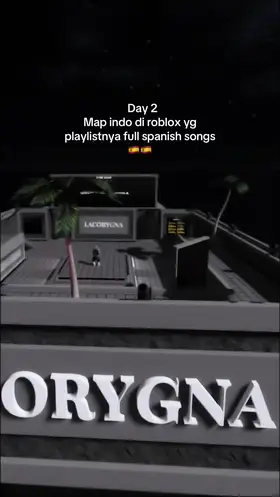 Day 2
Map indo di roblox yg
playlistnya full spanish songs
🇪🇸🇪🇸
LACORYGNA
ORYGNA